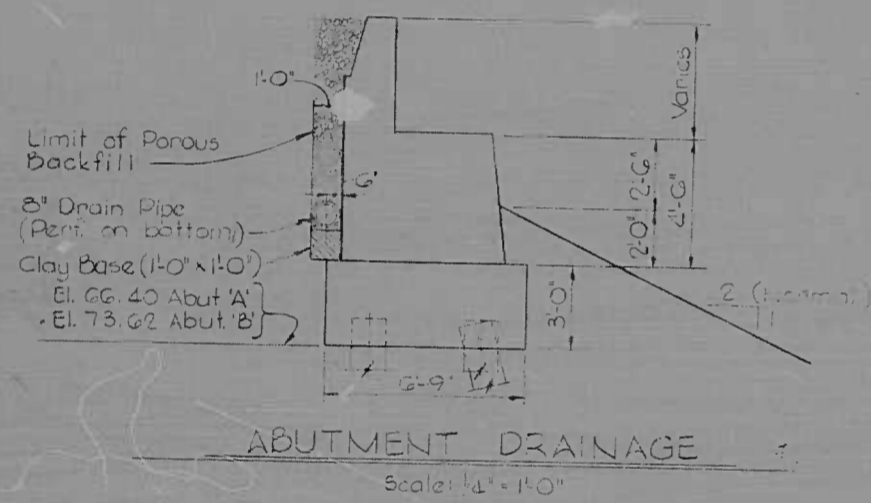 1'-0"
Varies
Limit of Porous
Backfill
6"
8" Drain Pipe
(Perf. on bottom)
Clay Base (1'-0" x 1'-0")
El. 66.40 Abut. 'A'
El. 73.62 Abut. 'B'
2'-6"
2'-0"
4'-6"
3'-0"
2
1
6'-9"
ABUTMENT DRAINAGE
Scale: 1/4" = 1'-0"